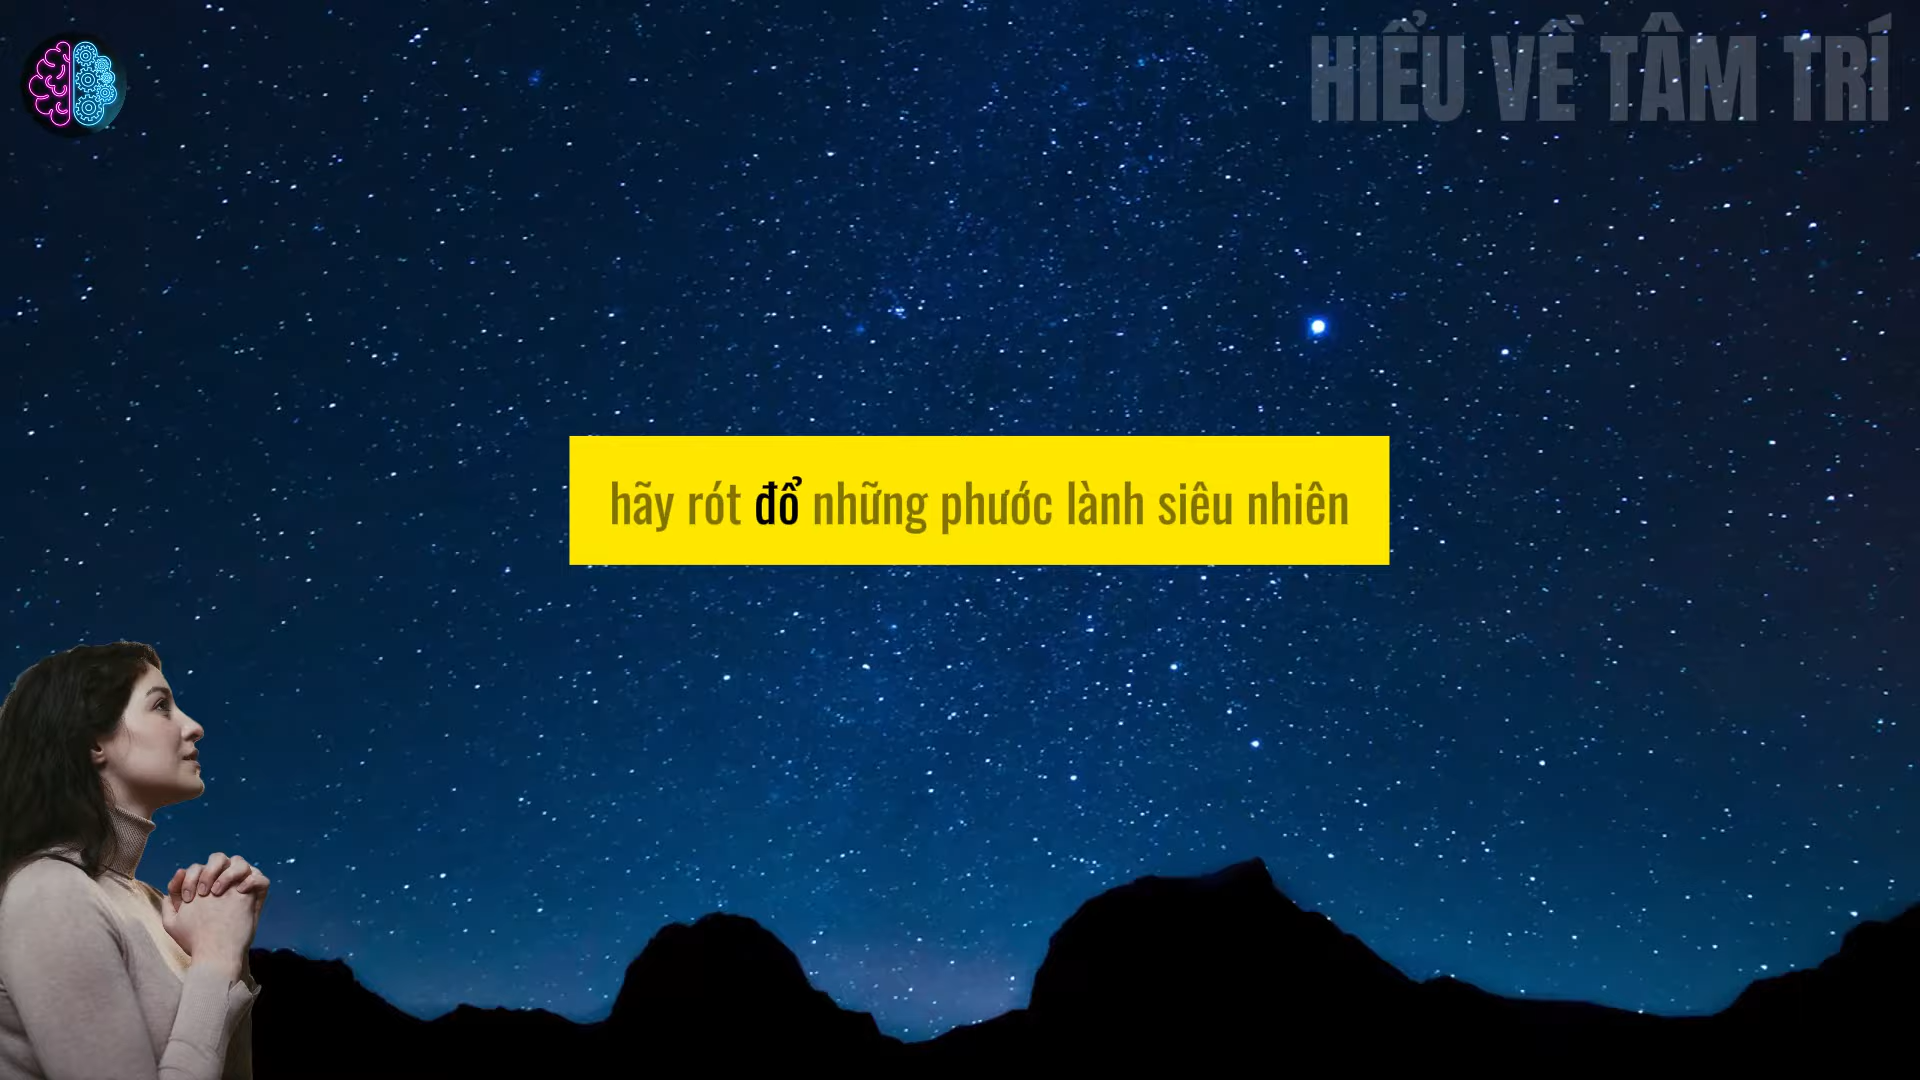 HIỂU VỀ TÂM TRÍ
hãy rót đổ những phước lành siêu nhiên